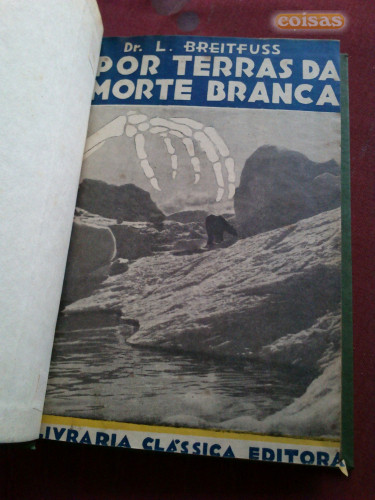 coisas
Dr. L. BREITFUSS
POR TERRAS DA
MORTE BRANCA
LIVRARIA CLÁSSICA EDITORA